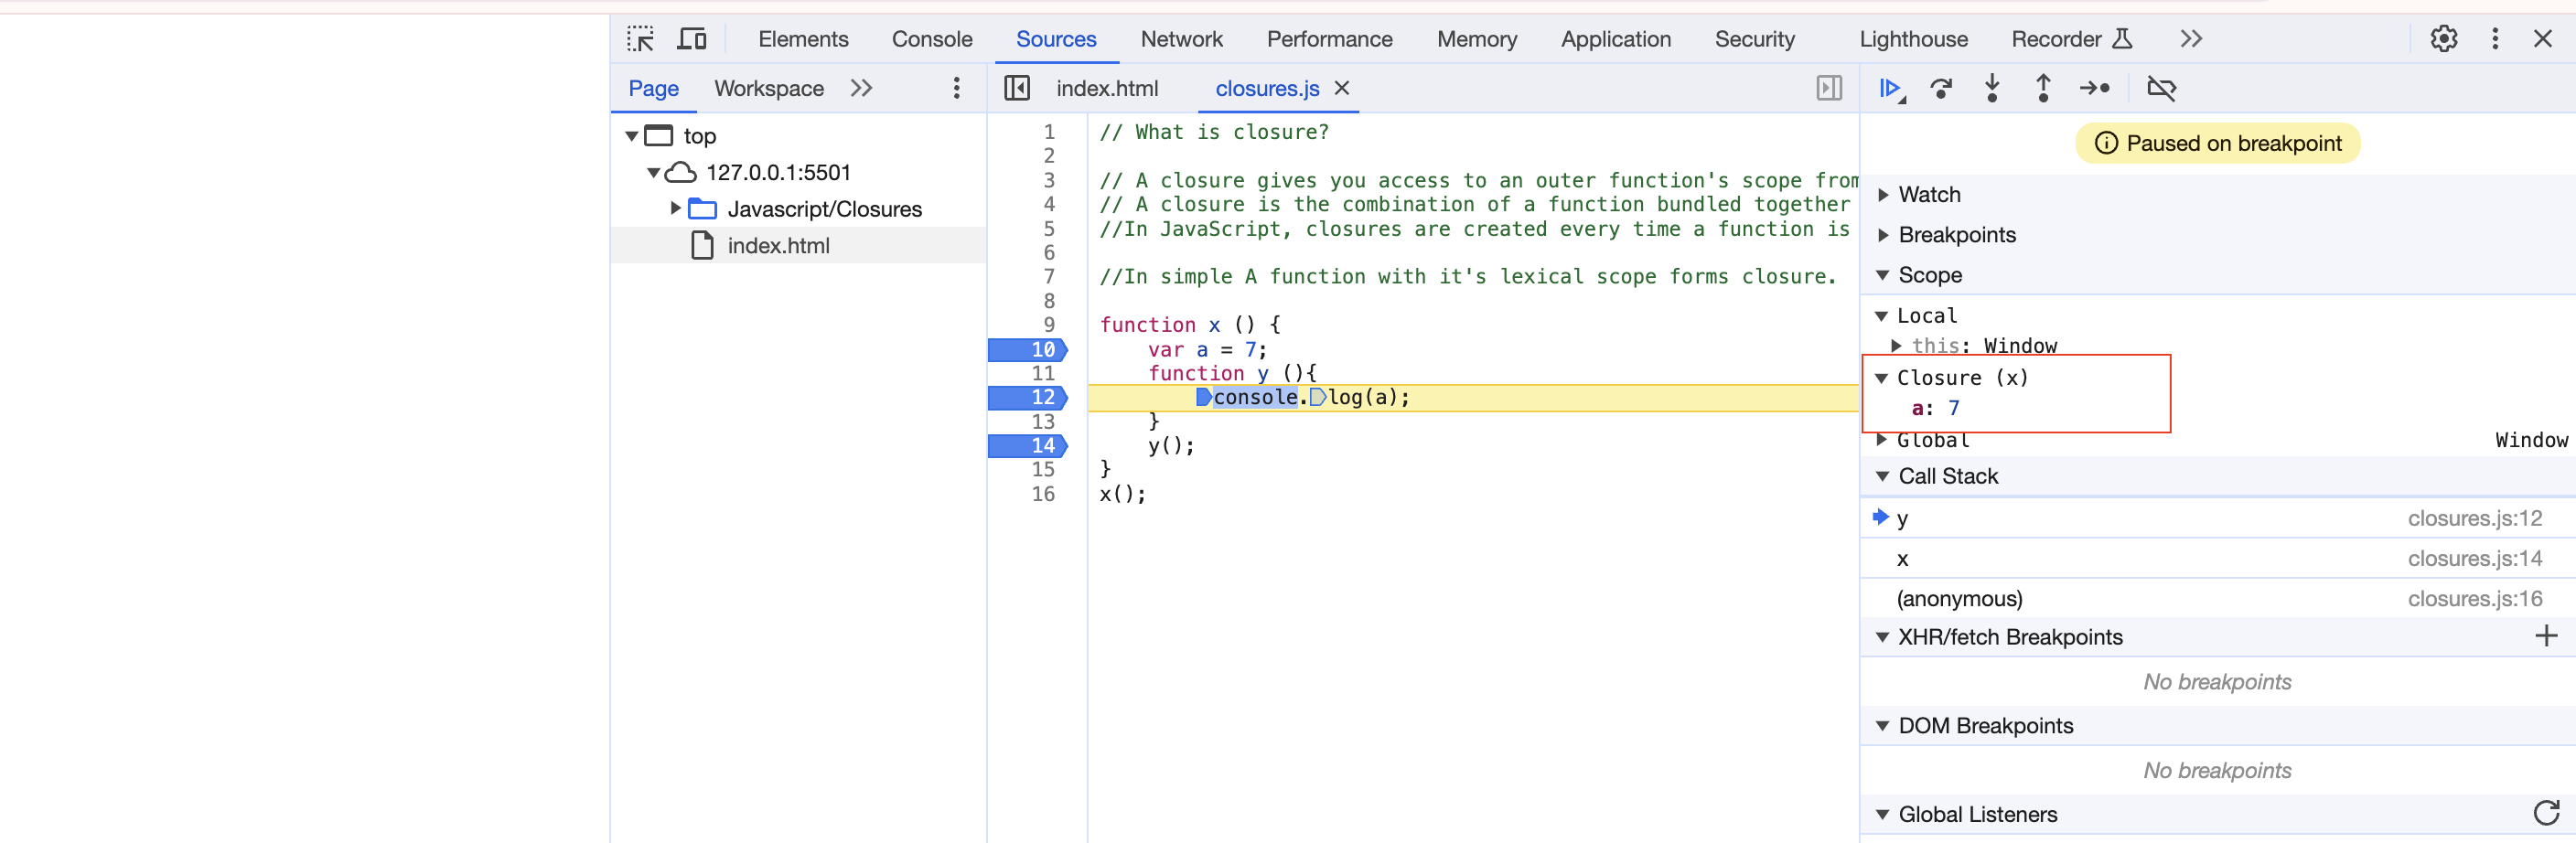 Elements Console Sources Network Performance Memory Application Security Lighthouse Recorder
Page Workspace
index.html closures.js
top
127.0.0.1:5501
Javascript/Closures
index.html
1 // What is closure?
2
3 // A closure gives you access to an outer function's scope from
4 // A closure is the combination of a function bundled together
5 //In JavaScript, closures are created every time a function is
6
7 //In simple A function with it's lexical scope forms closure.
8
9 function x () {
10 var a = 7;
11 function y (){
12 console.log(a);
13 }
14 y();
15 }
16 x();
Paused on breakpoint
Watch
Breakpoints
Scope
Local
this: Window
Closure (x)
a: 7
Global Window
Call Stack
y closures.js:12
x closures.js:14
(anonymous) closures.js:16
XHR/fetch Breakpoints
No breakpoints
DOM Breakpoints
No breakpoints
Global Listeners